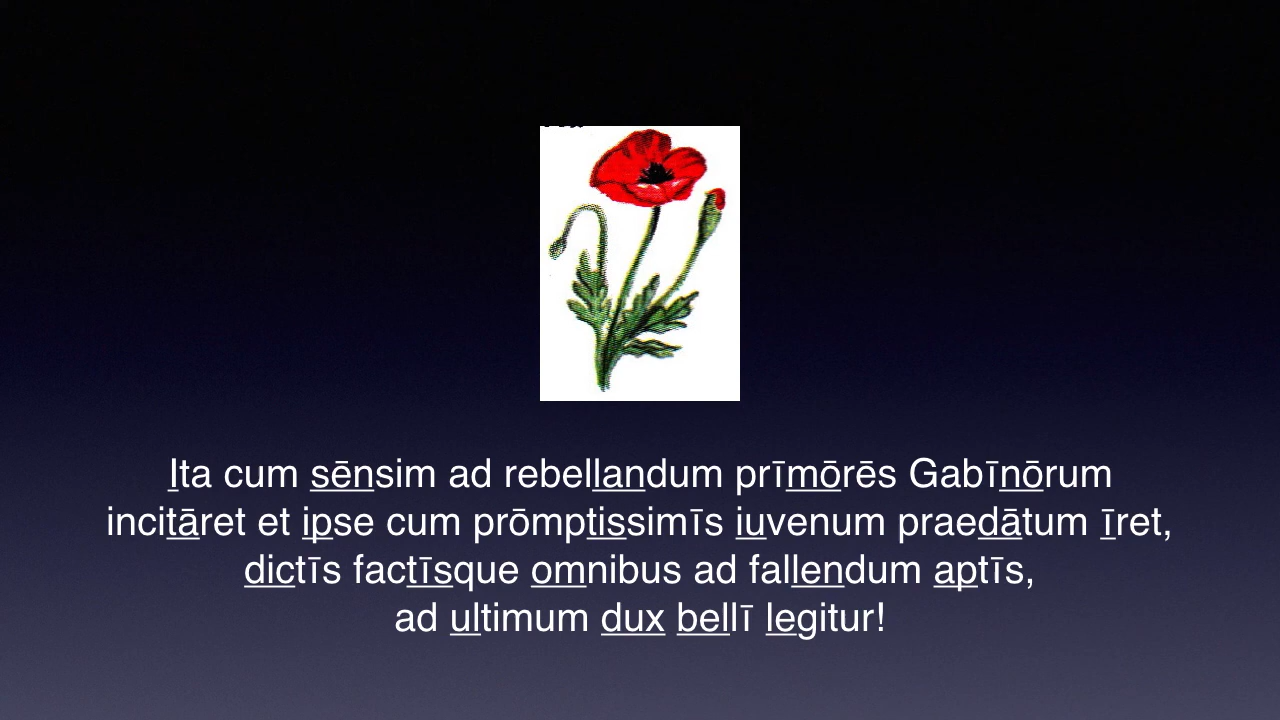 Ita cum sēnsim ad rebellandum prīmōrēs Gabīnōrum
incitāret et ipse cum prōmptissimīs iuvenum praedātum īret,
dictīs factīsque omnibus ad fallendum aptīs,
ad ultimum dux bellī legitur!